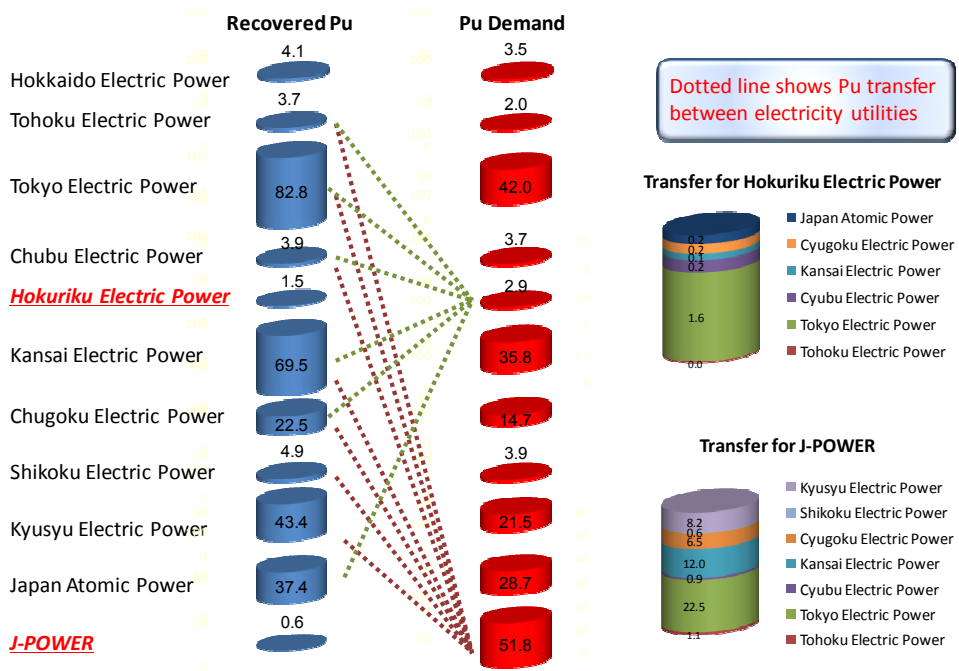 Recovered Pu
Pu Demand
Hokkaido Electric Power
4.1
3.5
Tohoku Electric Power
3.7
2.0
Tokyo Electric Power
82.8
42.0
Chubu Electric Power
3.9
3.7
Hokuriku Electric Power
1.5
2.9
Kansai Electric Power
69.5
35.8
Chugoku Electric Power
22.5
14.7
Shikoku Electric Power
4.9
3.9
Kyusyu Electric Power
43.4
21.5
Japan Atomic Power
37.4
28.7
J-POWER
0.6
51.8
Dotted line shows Pu transfer
between electricity utilities
Transfer for Hokuriku Electric Power
0.2
0.2
0.1
0.2
1.6
0.0
Japan Atomic Power
Cyugoku Electric Power
Kansai Electric Power
Cyubu Electric Power
Tokyo Electric Power
Tohoku Electric Power
Transfer for J-POWER
8.2
0.6
6.5
12.0
0.9
22.5
1.1
Kyusyu Electric Power
Shikoku Electric Power
Cyugoku Electric Power
Kansai Electric Power
Cyubu Electric Power
Tokyo Electric Power
Tohoku Electric Power